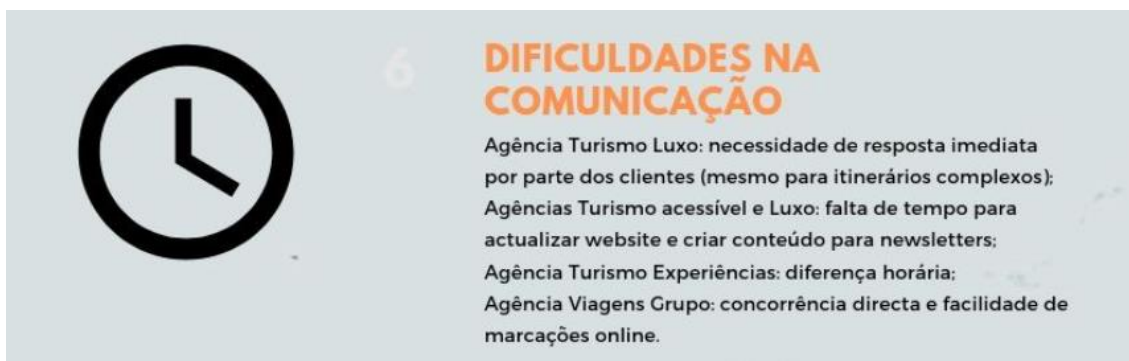 6
DIFICULDADES NA
COMUNICAÇÃO
Agência Turismo Luxo: necessidade de resposta imediata
por parte dos clientes (mesmo para itinerários complexos);
Agências Turismo acessível e Luxo: falta de tempo para
actualizar website e criar conteúdo para newsletters;
Agência Turismo Experiências: diferença horária;
Agência Viagens Grupo: concorrência directa e facilidade de
marcações online.